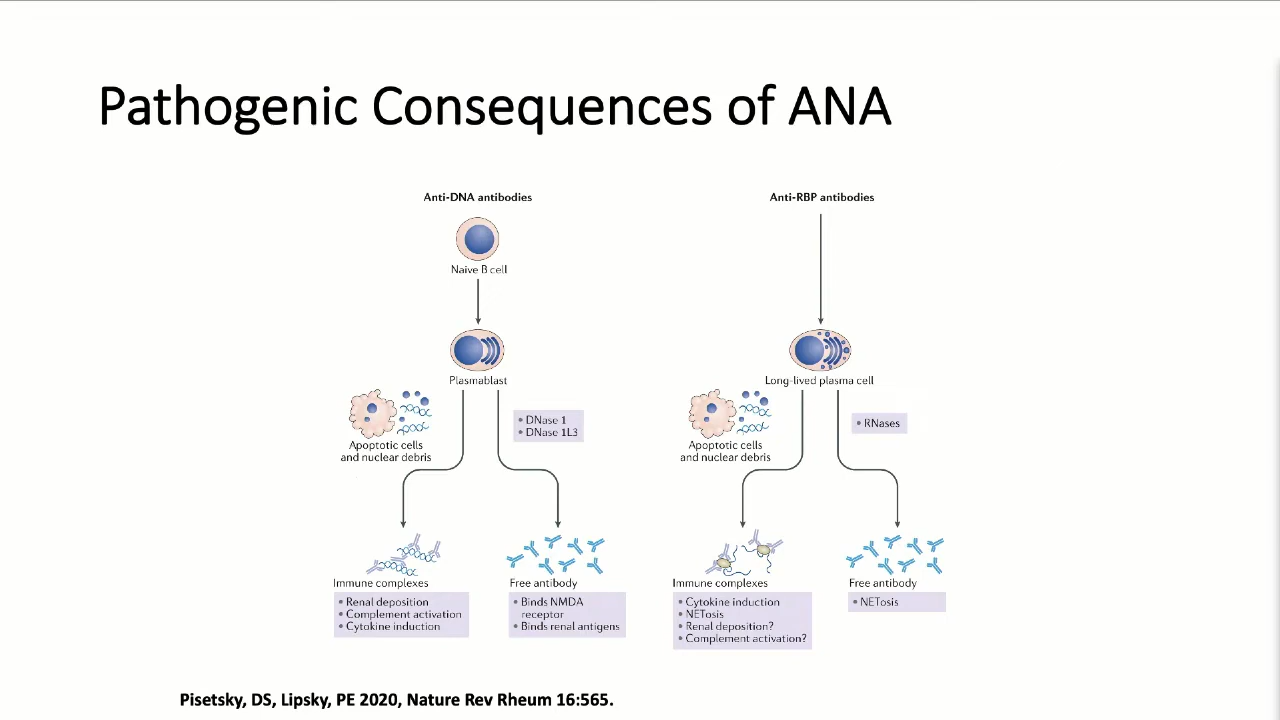 Pathogenic Consequences of ANA
Anti-DNA antibodies
Naive B cell
Plasmablast
Apoptotic cells
and nuclear debris
• DNase 1
• DNase 1L3
Immune complexes
• Renal deposition
• Complement activation
• Cytokine induction
Free antibody
• Binds NMDA
receptor
• Binds renal antigens
Anti-RBP antibodies
Long-lived plasma cell
Apoptotic cells
and nuclear debris
• RNases
Immune complexes
• Cytokine induction
• NETosis
• Renal deposition?
• Complement activation?
Free antibody
• NETosis
Pisetsky, DS, Lipsky, PE 2020, Nature Rev Rheum 16:565.